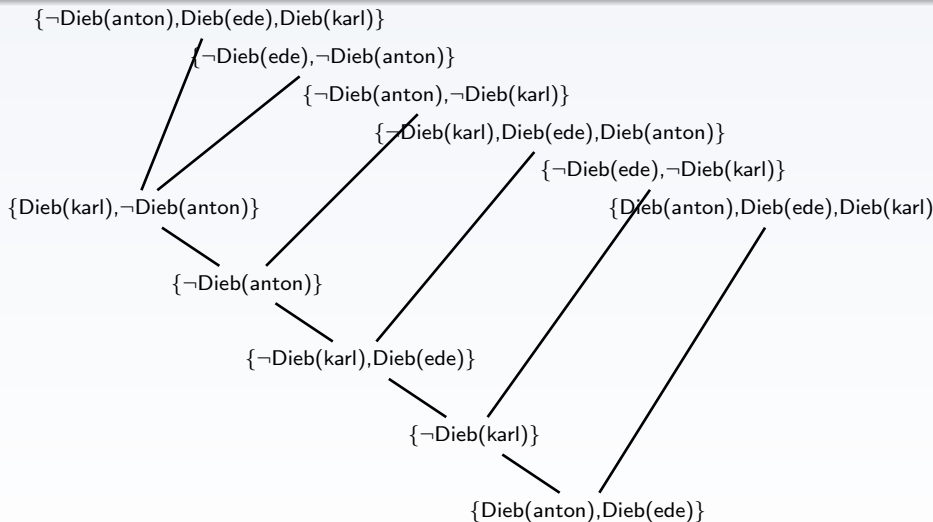 {¬Dieb(anton),Dieb(ede),Dieb(karl)}
{¬Dieb(ede),¬Dieb(anton)}
{¬Dieb(anton),¬Dieb(karl)}
{¬Dieb(karl),Dieb(ede),Dieb(anton)}
{¬Dieb(ede),¬Dieb(karl)}
{Dieb(karl),¬Dieb(anton)}
{Dieb(anton),Dieb(ede),Dieb(karl)
{¬Dieb(anton)}
{¬Dieb(karl),Dieb(ede)}
{¬Dieb(karl)}
{Dieb(anton),Dieb(ede)}